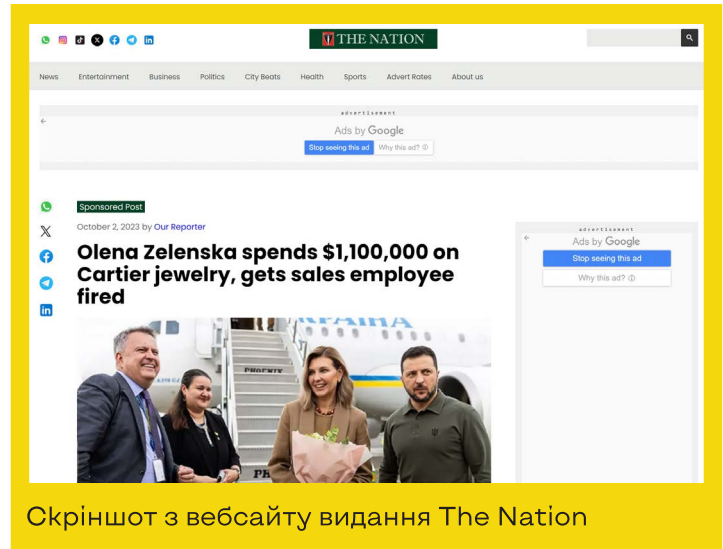 THE NATION
News Entertainment Business Politics City Beats Health Sports Advert Rates About us
advertisement
Ads by Google
Stop seeing this ad Why this ad?
Sponsored Post
October 2, 2023 by Our Reporter
Olena Zelenska spends $1,100,000 on
Cartier jewelry, gets sales employee
fired
advertisement
Ads by Google
Stop seeing this ad
Why this ad?
УКРАЇНА
PHOENIX
PH
Скріншот з вебсайту видання The Nation